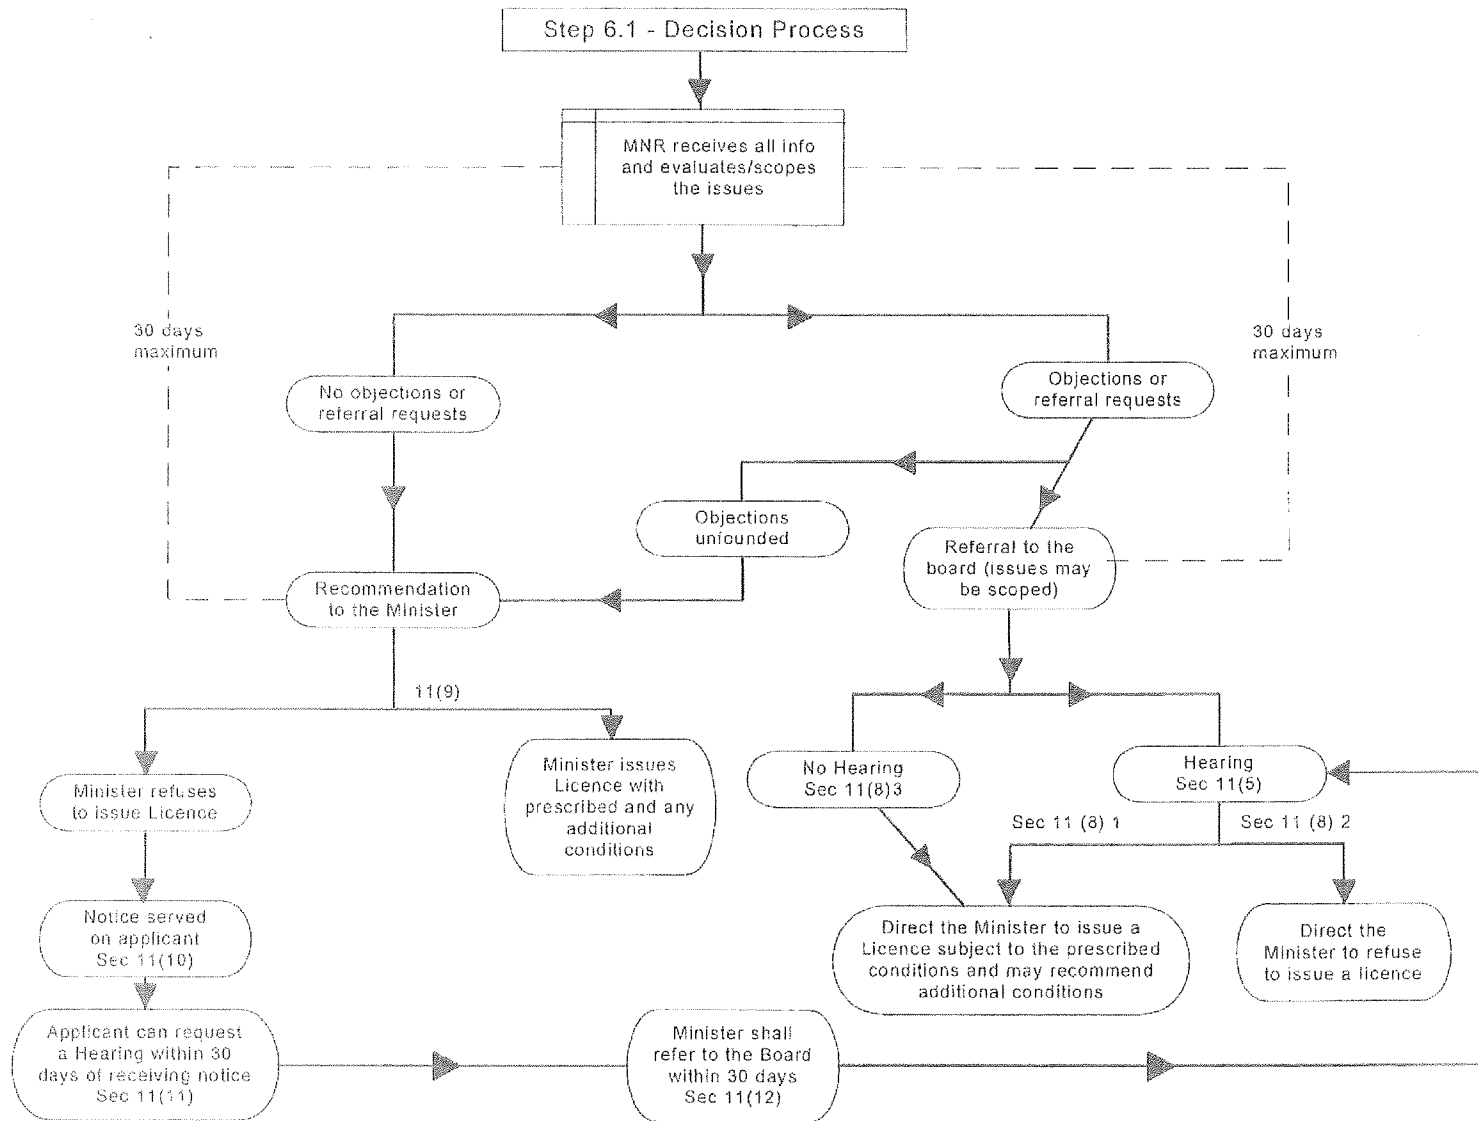 Step 6.1 - Decision Process
MNR receives all info
and evaluates/scopes
the issues
30 days
maximum
30 days
maximum
No objections or
referral requests
Objections or
referral requests
Objections
unfounded
Referral to the
board (issues may
be scoped)
Recommendation
to the Minister
11(9)
Minister refuses
to issue Licence
Minister issues
Licence with
prescribed and any
additional
conditions
No Hearing
Sec 11(8)3
Hearing
Sec 11(5)
Sec 11 (8) 1
Sec 11 (8) 2
Notice served
on applicant
Sec 11(10)
Direct the Minister to issue a
Licence subject to the prescribed
conditions and may recommend
additional conditions
Direct the
Minister to refuse
to issue a licence
Applicant can request
a Hearing within 30
days of receiving notice
Sec 11(11)
Minister shall
refer to the Board
within 30 days
Sec 11(12)